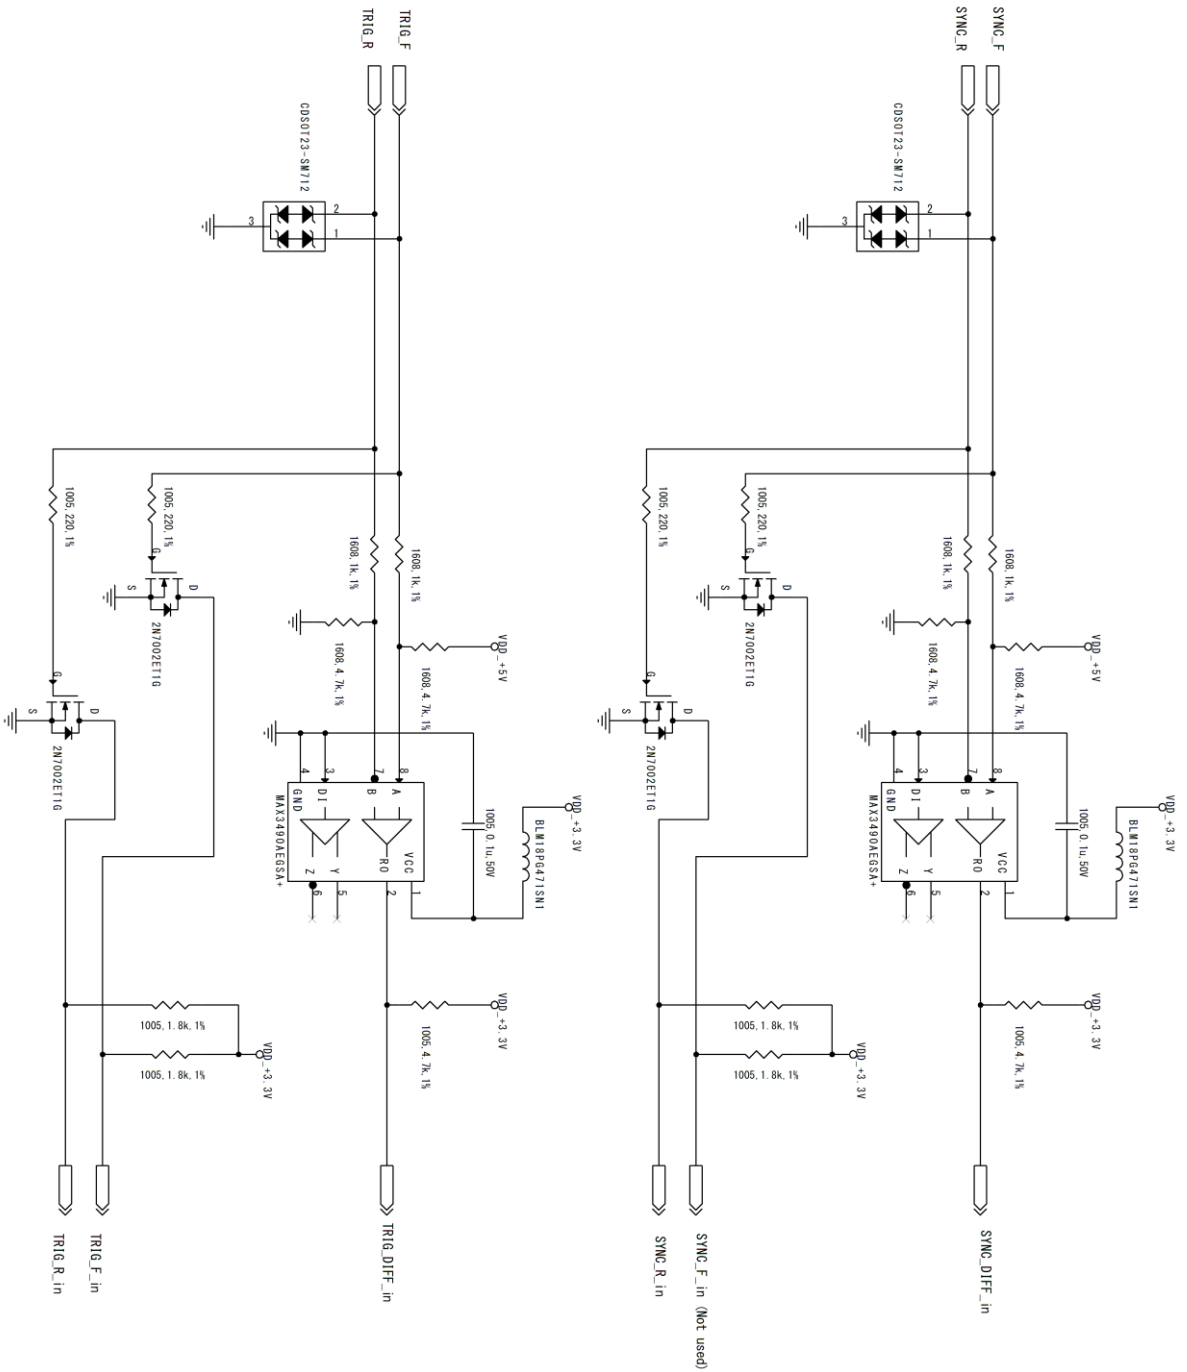 SYNC_F
SYNC_R
CDSOT23-SM712
3
2
1
1005,220,1%
1005,220,1%
1608,1k,1%
1608,1k,1%
VDD_+5V
1608,4.7k,1%
1608,4.7k,1%
G
S
D
2N7002ET1G
G
S
D
2N7002ET1G
4
3
7
8
GND
DI
B
A
Z
Y
RO
VCC
6
5
2
1
MAX3490AEGSA+
1005,0.1u,50V
BLM18PG471SN1
VDD_+3.3V
VDD_+3.3V
1005,4.7k,1%
1005,1.8k,1%
1005,1.8k,1%
VDD_+3.3V
SYNC_DIFF_in
SYNC_F_in (Not used)
SYNC_R_in
TRIG_F
TRIG_R
CDSOT23-SM712
3
2
1
1005,220,1%
1005,220,1%
1608,1k,1%
1608,1k,1%
VDD_+5V
1608,4.7k,1%
1608,4.7k,1%
G
S
D
2N7002ET1G
G
S
D
2N7002ET1G
4
3
7
8
GND
DI
B
A
Z
Y
RO
VCC
6
5
2
1
MAX3490AEGSA+
1005,0.1u,50V
BLM18PG471SN1
VDD_+3.3V
VDD_+3.3V
1005,4.7k,1%
1005,1.8k,1%
1005,1.8k,1%
VDD_+3.3V
TRIG_DIFF_in
TRIG_F_in
TRIG_R_in